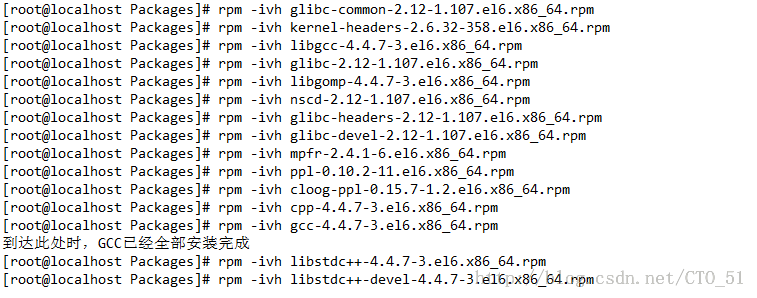 [root@localhost Packages]# rpm -ivh glibc-common-2.12-1.107.el6.x86_64.rpm
[root@localhost Packages]# rpm -ivh kernel-headers-2.6.32-358.el6.x86_64.rpm
[root@localhost Packages]# rpm -ivh libgcc-4.4.7-3.el6.x86_64.rpm
[root@localhost Packages]# rpm -ivh glibc-2.12-1.107.el6.x86_64.rpm
[root@localhost Packages]# rpm -ivh libgomp-4.4.7-3.el6.x86_64.rpm
[root@localhost Packages]# rpm -ivh nscd-2.12-1.107.el6.x86_64.rpm
[root@localhost Packages]# rpm -ivh glibc-headers-2.12-1.107.el6.x86_64.rpm
[root@localhost Packages]# rpm -ivh glibc-devel-2.12-1.107.el6.x86_64.rpm
[root@localhost Packages]# rpm -ivh mpfr-2.4.1-6.el6.x86_64.rpm
[root@localhost Packages]# rpm -ivh ppl-0.10.2-11.el6.x86_64.rpm
[root@localhost Packages]# rpm -ivh cloog-ppl-0.15.7-1.2.el6.x86_64.rpm
[root@localhost Packages]# rpm -ivh cpp-4.4.7-3.el6.x86_64.rpm
[root@localhost Packages]# rpm -ivh gcc-4.4.7-3.el6.x86_64.rpm
到达此处时，GCC已经全部安装完成
[root@localhost Packages]# rpm -ivh libstdc++-4.4.7-3.el6.x86_64.rpm
[root@localhost Packages]# rpm -ivh libstdc++-devel-4.4.7-3.el6.x86_64.rpm
http://blog.csdn.net/CTO_51